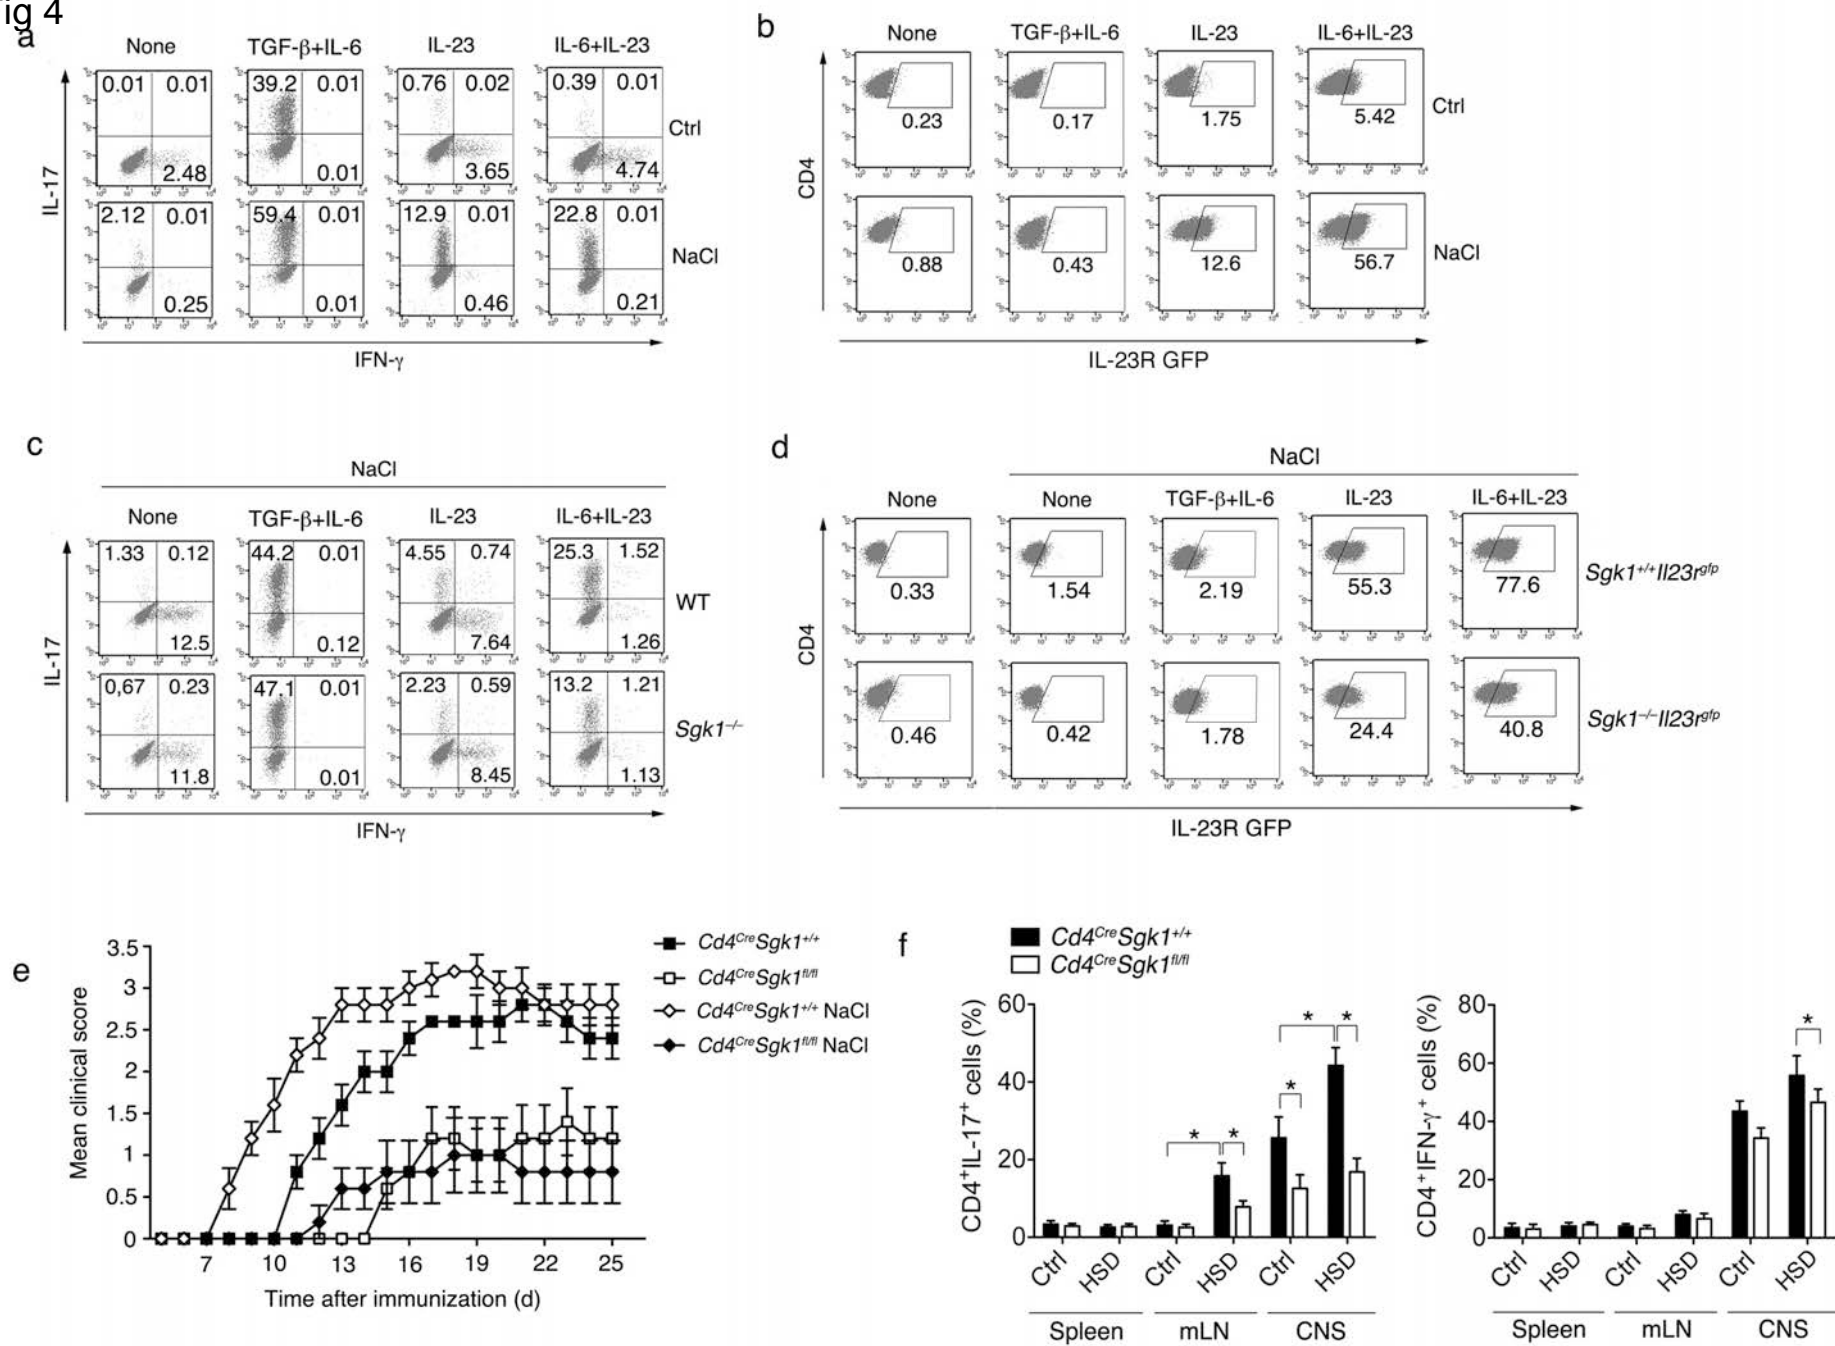 Fig 4
a
None TGF-β+IL-6 IL-23 IL-6+IL-23
0.01 0.01 39.2 0.01 0.76 0.02 0.39 0.01
Ctrl
2.48 0.01 3.65 4.74
2.12 0.01 59.4 0.01 12.9 0.01 22.8 0.01
NaCl
0.25 0.01 0.46 0.21
IL-17
IFN-γ
b
None TGF-β+IL-6 IL-23 IL-6+IL-23
Ctrl
0.23 0.17 1.75 5.42
NaCl
0.88 0.43 12.6 56.7
CD4
IL-23R GFP
c
NaCl
None TGF-β+IL-6 IL-23 IL-6+IL-23
1.33 0.12 44.2 0.01 4.55 0.74 25.3 1.52
WT
12.5 0.12 7.64 1.26
0,67 0.23 47.1 0.01 2.23 0.59 13.2 1.21
Sgk1–/–
11.8 0.01 8.45 1.13
IL-17
IFN-γ
d
NaCl
None None TGF-β+IL-6 IL-23 IL-6+IL-23
Sgk1+/+Il23rgfp
0.33 1.54 2.19 55.3 77.6
Sgk1–/–Il23rgfp
0.46 0.42 1.78 24.4 40.8
CD4
IL-23R GFP
e
Mean clinical score
3.5
3
2.5
2
1.5
1
0.5
0
7 10 13 16 19 22 25
Time after immunization (d)
Cd4CreSgk1+/+
Cd4CreSgk1fl/fl
Cd4CreSgk1+/+ NaCl
Cd4CreSgk1fl/fl NaCl
f
Cd4CreSgk1+/+
Cd4CreSgk1fl/fl
CD4+IL-17+ cells (%)
60
40
20
0
* * * * *
Ctrl HSD Ctrl HSD Ctrl HSD
Spleen mLN CNS
CD4+IFN-γ+ cells (%)
80
60
40
20
0
*
Ctrl HSD Ctrl HSD Ctrl HSD
Spleen mLN CNS